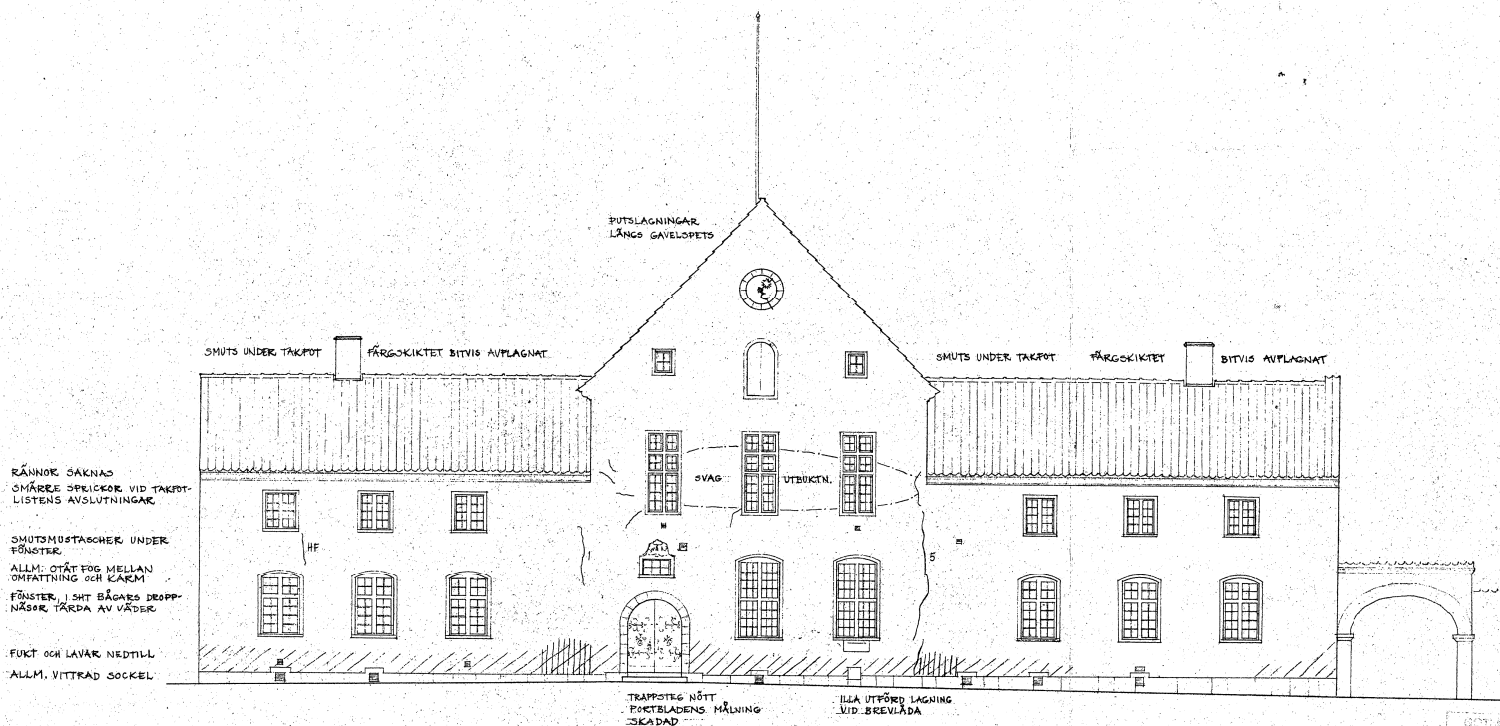 PUTSLAGNINGAR
LÄNGS GAVELSPETS
SMUTS UNDER TAKFOT
FÄRGSKIKTET BITVIS AVFLAGNAT
SMUTS UNDER TAKFOT
FÄRGSKIKTET
BITVIS AVFLAGNAT
RÄNNOR SAKNAS
SMÄRRE SPRICKOR VID TAKFOT-
LISTENS AVSLUTNINGAR
SVAG
UTBUKTN.
SMUTSMUSTASCHER UNDER
FÖNSTER
HF
1
5
ALLM. OTÄT FOG MELLAN
OMFATTNING OCH KARM
FÖNSTER, I SHT BÅGARS DROPP-
NÄSOR TÄRDA AV VÄDER
FUKT OCH LAVAR NEDTILL
ALLM. VITTRAD SOCKEL
TRAPPSTEG NÖTT
PORTBLADENS MÅLNING
SKADAD
ILLA UTFÖRD LAGNING
VID BREVLÅDA